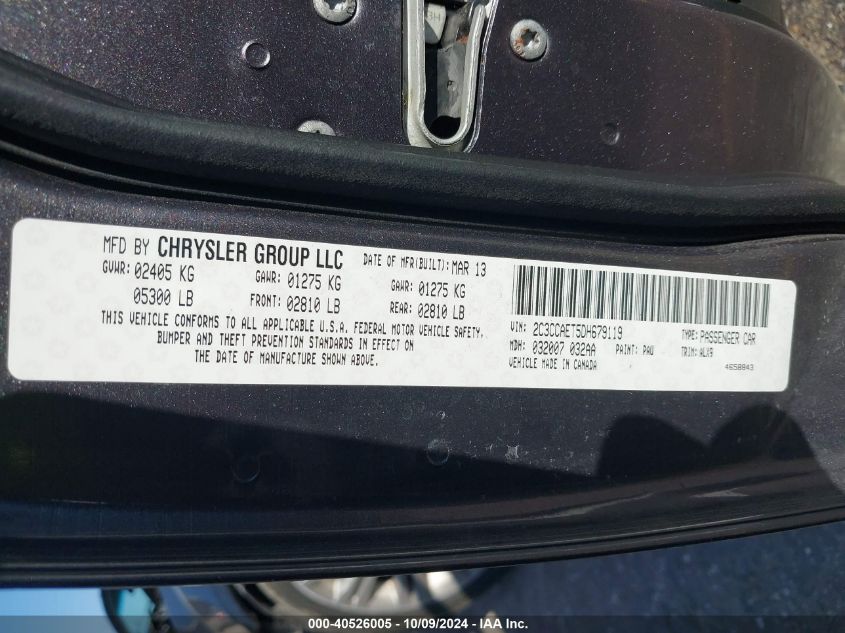 BH
MFD BY CHRYSLER GROUP LLC
DATE OF MFR(BUILT): MAR 13
GVWR: 02405 KG
GAWR: 01275 KG
GAWR: 01275 KG
05300 LB
FRONT: 02810 LB
REAR: 02810 LB
THIS VEHICLE CONFORMS TO ALL APPLICABLE U.S.A. FEDERAL MOTOR VEHICLE SAFETY,
BUMPER AND THEFT PREVENTION STANDARDS IN EFFECT ON
THE DATE OF MANUFACTURE SHOWN ABOVE.
VIN: 2C3CCAET5DH679119
TYPE: PASSENGER CAR
MDH: 032007 032AA
PAINT: PAU
TRIM: ALX9
VEHICLE MADE IN CANADA
4658843
000-40526005 - 10/09/2024 - IAA Inc.